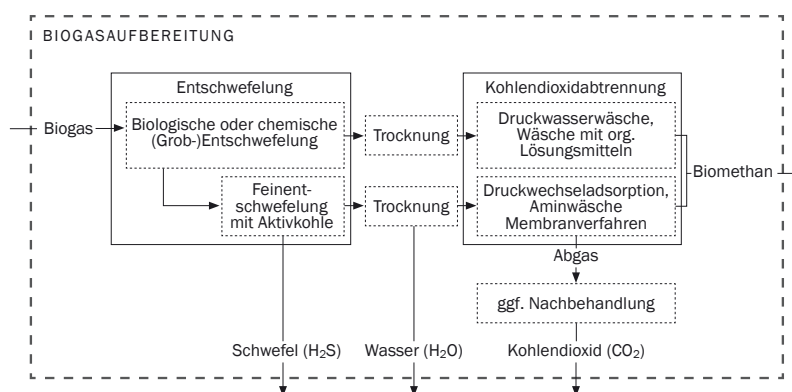 BIOGASAUFBEREITUNG
Entschwefelung
Kohlendioxidabtrennung
Biogas
Biologische oder chemische
(Grob-)Entschwefelung
Trocknung
Druckwasserwäsche,
Wäsche mit org.
Lösungsmitteln
Biomethan
Feinent-
schwefelung
mit Aktivkohle
Trocknung
Druckwechseladsorption,
Aminwäsche
Membranverfahren
Abgas
ggf. Nachbehandlung
Schwefel (H₂S)
Wasser (H₂O)
Kohlendioxid (CO₂)